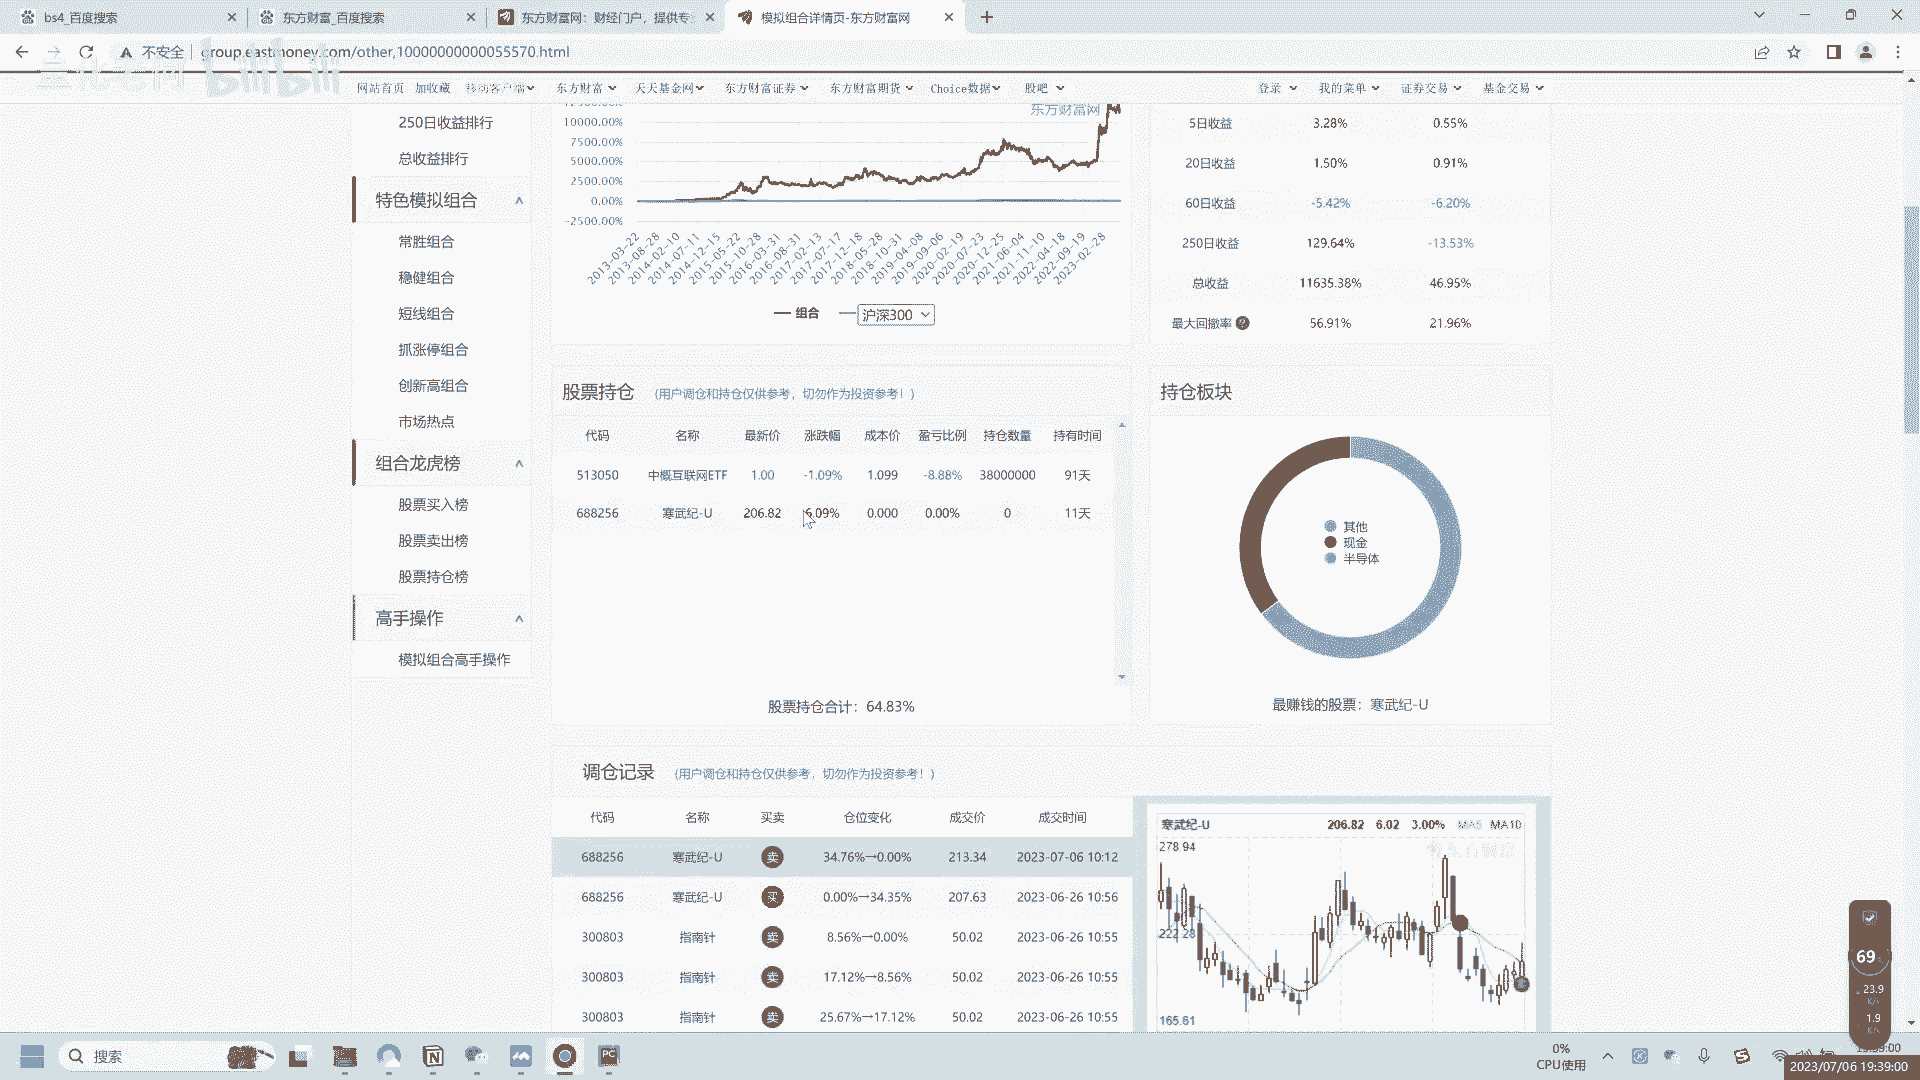 bs4_百度搜索
东方财富_百度搜索
东方财富网：财经门户，提供专
模拟组合详情页-东方财富网
不安全 group.eastmoney.com/other,10000000000055570.html
bilibili
网站首页 加收藏 移动客户端 东方财富 天天基金网 东方财富证券 东方财富期货 Choice数据 股吧 登录 我的菜单 证券交易 基金交易
250日收益排行
总收益排行
特色模拟组合
常胜组合
稳健组合
短线组合
抓涨停组合
创新高组合
市场热点
组合龙虎榜
股票买入榜
股票卖出榜
股票持仓榜
高手操作
模拟组合高手操作
东方财富网
10000.00%
7500.00%
5000.00%
2500.00%
0.00%
-2500.00%
2013-03-22
2013-08-28
2014-02-10
2014-07-11
2014-12-15
2015-05-22
2015-10-28
2016-03-31
2016-08-31
2017-02-13
2017-07-17
2017-12-18
2018-05-28
2018-10-31
2019-04-08
2019-09-06
2020-02-19
2020-07-23
2020-12-25
2021-06-04
2021-11-10
2022-04-18
2022-09-19
2023-02-28
组合 沪深300
5日收益 3.28% 0.55%
20日收益 1.50% 0.91%
60日收益 -5.42% -6.20%
250日收益 129.64% -13.53%
总收益 11635.38% 46.95%
最大回撤率 ? 56.91% 21.96%
股票持仓 (用户调仓和持仓仅供参考，切勿作为投资参考！)
代码 名称 最新价 涨跌幅 成本价 盈亏比例 持仓数量 持有时间
513050 中概互联网ETF 1.00 -1.09% 1.099 -8.88% 38000000 91天
688256 寒武纪-U 206.82 6.09% 0.000 0.00% 0 11天
股票持仓合计：64.83%
持仓板块
其他
现金
半导体
最赚钱的股票：寒武纪-U
调仓记录 (用户调仓和持仓仅供参考，切勿作为投资参考！)
代码 名称 买卖 仓位变化 成交价 成交时间
688256 寒武纪-U 卖 34.76%→0.00% 213.34 2023-07-06 10:12
688256 寒武纪-U 买 0.00%→34.35% 207.63 2023-06-26 10:56
300803 指南针 卖 8.56%→0.00% 50.02 2023-06-26 10:55
300803 指南针 卖 17.12%→8.56% 50.02 2023-06-26 10:55
300803 指南针 卖 25.67%→17.12% 50.02 2023-06-26 10:55
寒武纪-U 206.82 6.02 3.00% MA5 MA10
278.94
222.28
165.61
69
23.9
K/s
1.9
K/s
搜索
0%
CPU使用
2023/07/06 19:39:00